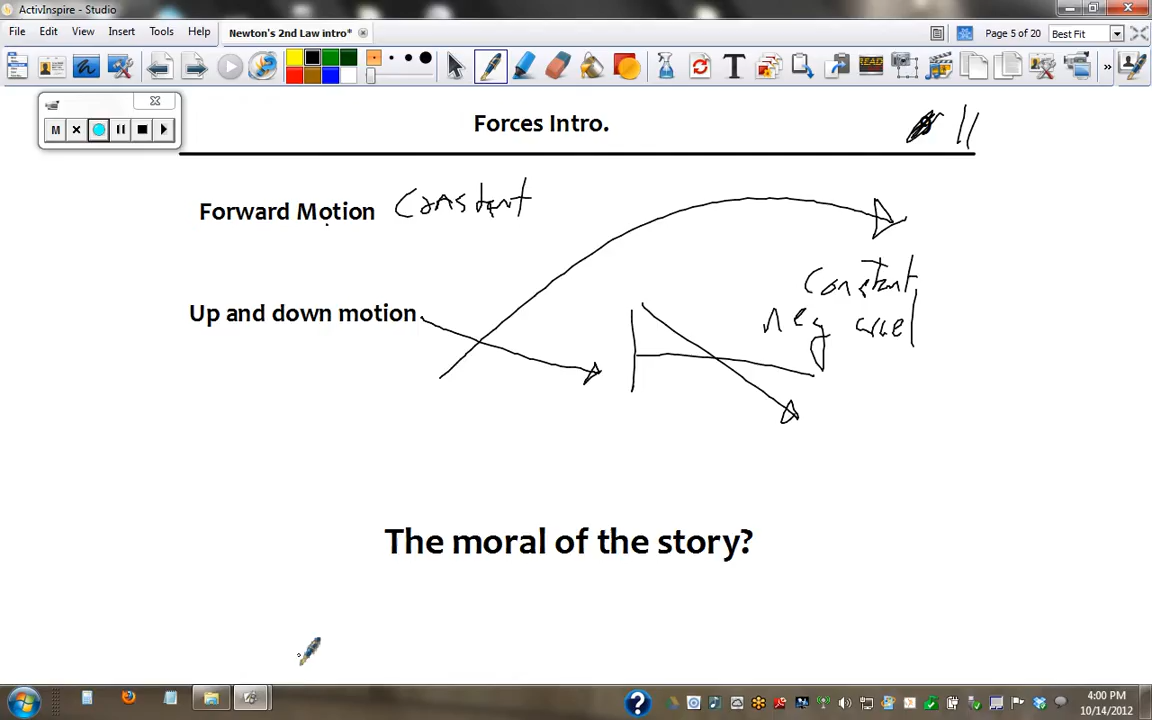 ActivInspire - Studio
File Edit View Insert Tools Help Newton's 2nd Law intro* Page 5 of 20 Best Fit
READ
M
Forces Intro. 11
Forward Motion Constant
Constant
Up and down motion neg accel
The moral of the story?
4:00 PM
10/14/2012